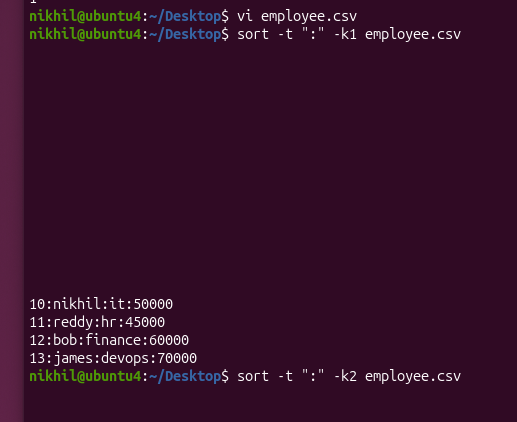 nikhil@ubuntu4:~/Desktop$ vi employee.csv
nikhil@ubuntu4:~/Desktop$ sort -t ":" -k1 employee.csv
10:nikhil:it:50000
11:reddy:hr:45000
12:bob:finance:60000
13:james:devops:70000
nikhil@ubuntu4:~/Desktop$ sort -t ":" -k2 employee.csv